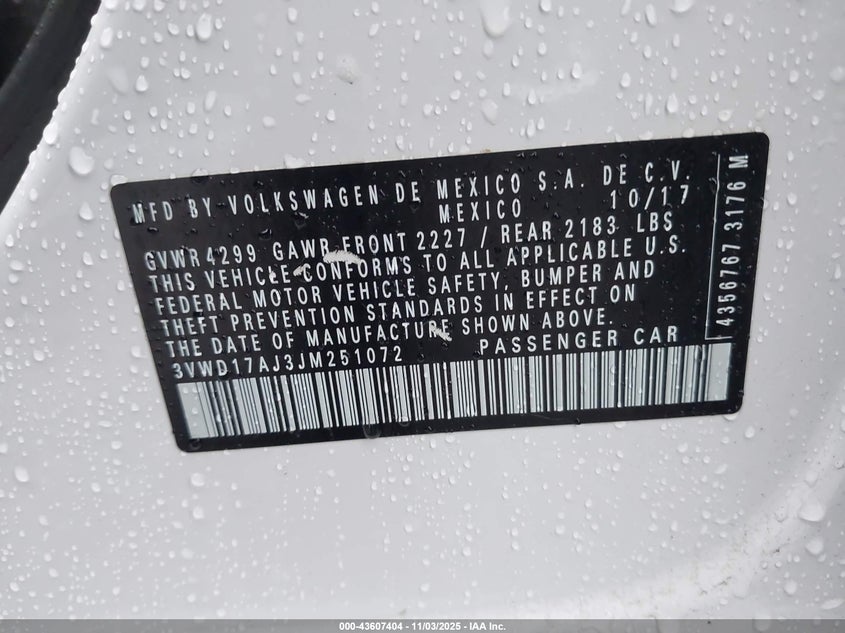 MFD BY VOLKSWAGEN DE MEXICO S.A. DE C.V.
MEXICO 10/17
GVWR 4299 GAWR FRONT 2227 / REAR 2183 LBS
THIS VEHICLE CONFORMS TO ALL APPLICABLE U.S.
FEDERAL MOTOR VEHICLE SAFETY, BUMPER AND
THEFT PREVENTION STANDARDS IN EFFECT ON
THE DATE OF MANUFACTURE SHOWN ABOVE.
3VWD17AJ3JM251072 PASSENGER CAR
4356767 3176 M
000-43607404 - 11/03/2025 - IAA Inc.